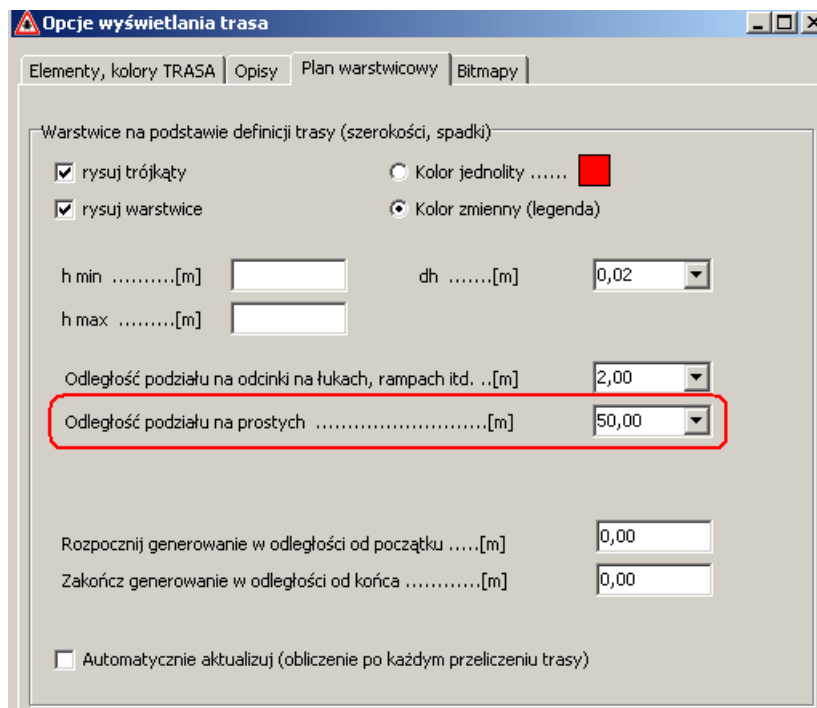 Opcje wyświetlania trasa
Elementy, kolory TRASA Opisy Plan warstwicowy Bitmapy
Warstwice na podstawie definicji trasy (szerokości, spadki)
rysuj trójkąty Kolor jednolity ......
rysuj warstwice Kolor zmienny (legenda)
h min ..........[m] dh .......[m] 0,02
h max .........[m]
Odległość podziału na odcinki na łukach, rampach itd. ..[m] 2,00
Odległość podziału na prostych ...........................[m] 50,00
Rozpocznij generowanie w odległości od początku .....[m] 0,00
Zakończ generowanie w odległości od końca ............[m] 0,00
Automatycznie aktualizuj (obliczenie po każdym przeliczeniu trasy)